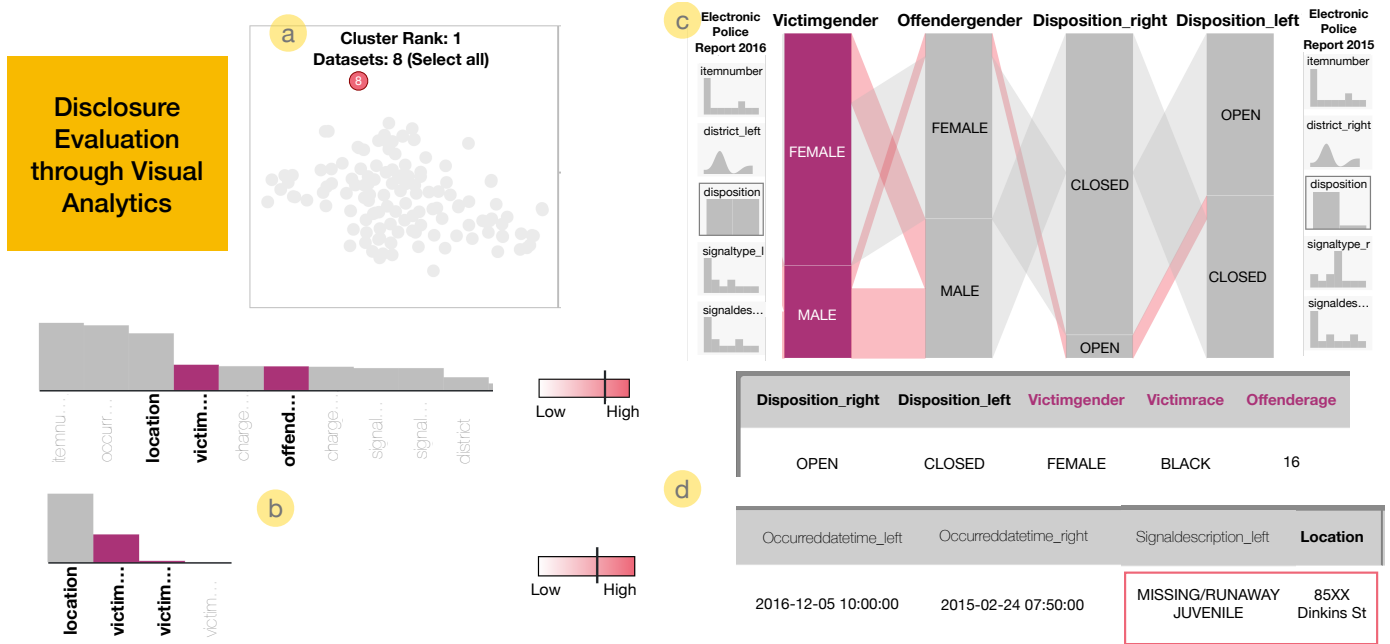 Disclosure
Evaluation
through Visual
Analytics
a
Cluster Rank: 1
Datasets: 8 (Select all)
8
itemnu…
occurr…
location
victim…
charge…
offend…
charge…
signal…
signal…
district
Low
High
b
location
victim…
victim…
victim…
Low
High
c
Electronic
Police
Report 2016
itemnumber
district_left
disposition
signaltype_l
signaldes…
Victimgender
Offendergender
Disposition_right
Disposition_left
FEMALE
MALE
FEMALE
MALE
CLOSED
OPEN
OPEN
CLOSED
Electronic
Police
Report 2015
itemnumber
district_right
disposition
signaltype_r
signaldes…
d
Disposition_right Disposition_left Victimgender Victimrace Offenderage
OPEN CLOSED FEMALE BLACK 16
Occurreddatetime_left Occurreddatetime_right Signaldescription_left Location
2016-12-05 10:00:00 2015-02-24 07:50:00
MISSING/RUNAWAY
JUVENILE
85XX
Dinkins St